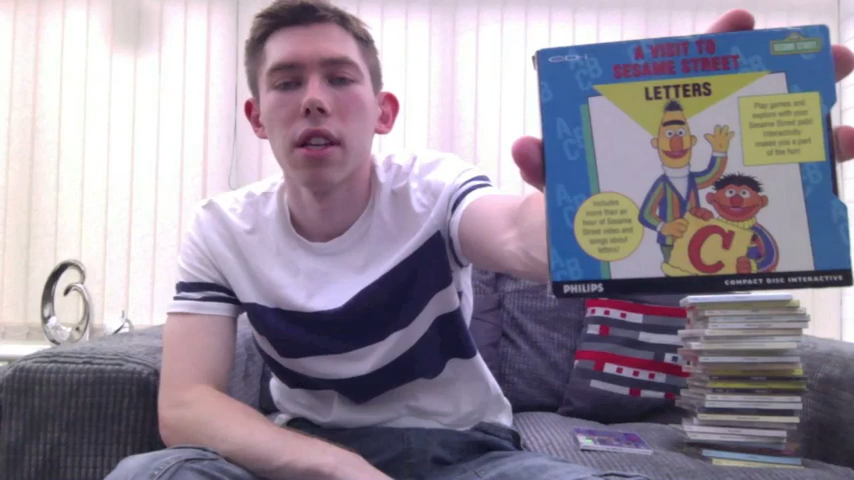 CD-i
A VISIT TO
SESAME STREET
SESAME STREET
LETTERS
Play games and
explore with your
Sesame Street pals!
Interactivity
makes you a part
of the fun!
Includes
more than an
hour of Sesame
Street video and
songs about
letters!
C
PHILIPS
COMPACT DISC INTERACTIVE